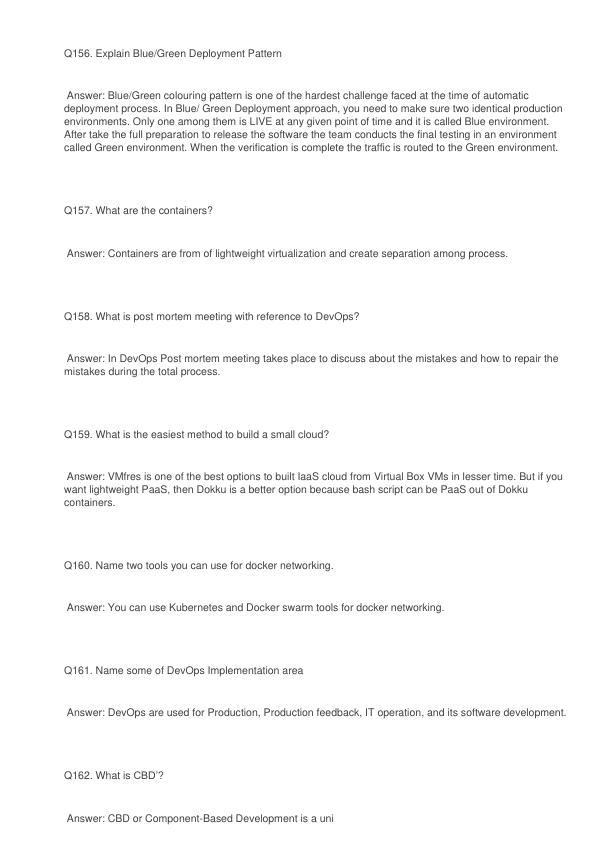 Q156. Explain Blue/Green Deployment Pattern
Answer: Blue/Green colouring pattern is one of the hardest challenge faced at the time of automatic
deployment process. In Blue/ Green Deployment approach, you need to make sure two identical production
environments. Only one among them is LIVE at any given point of time and it is called Blue environment.
After take the full preparation to release the software the team conducts the final testing in an environment
called Green environment. When the verification is complete the traffic is routed to the Green environment.
Q157. What are the containers?
Answer: Containers are from of lightweight virtualization and create separation among process.
Q158. What is post mortem meeting with reference to DevOps?
Answer: In DevOps Post mortem meeting takes place to discuss about the mistakes and how to repair the
mistakes during the total process.
Q159. What is the easiest method to build a small cloud?
Answer: VMfres is one of the best options to built IaaS cloud from Virtual Box VMs in lesser time. But if you
want lightweight PaaS, then Dokku is a better option because bash script can be PaaS out of Dokku
containers.
Q160. Name two tools you can use for docker networking.
Answer: You can use Kubernetes and Docker swarm tools for docker networking.
Q161. Name some of DevOps Implementation area
Answer: DevOps are used for Production, Production feedback, IT operation, and its software development.
Q162. What is CBD'?
Answer: CBD or Component-Based Development is a uni